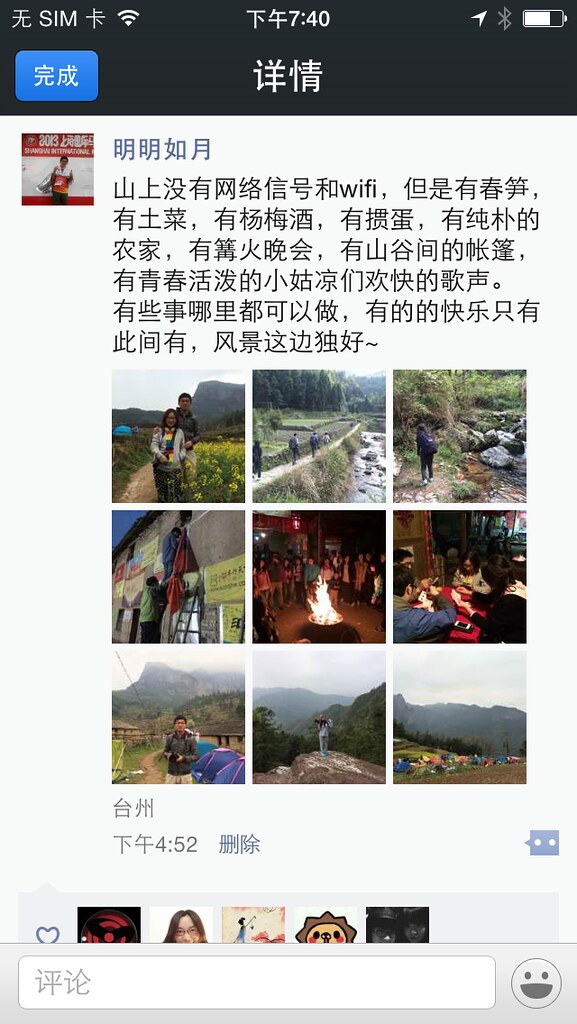 无 SIM 卡
下午7:40
完成
详情
2013 上海国际马
SHANGHAI INTERNATIONAL
明明如月
山上没有网络信号和wifi，但是有春笋，
有土菜，有杨梅酒，有掼蛋，有纯朴的
农家，有篝火晚会，有山谷间的帐篷，
有青春活泼的小姑凉们欢快的歌声。
有些事哪里都可以做，有的的快乐只有
此间有，风景这边独好~
台州
下午4:52
删除
评论